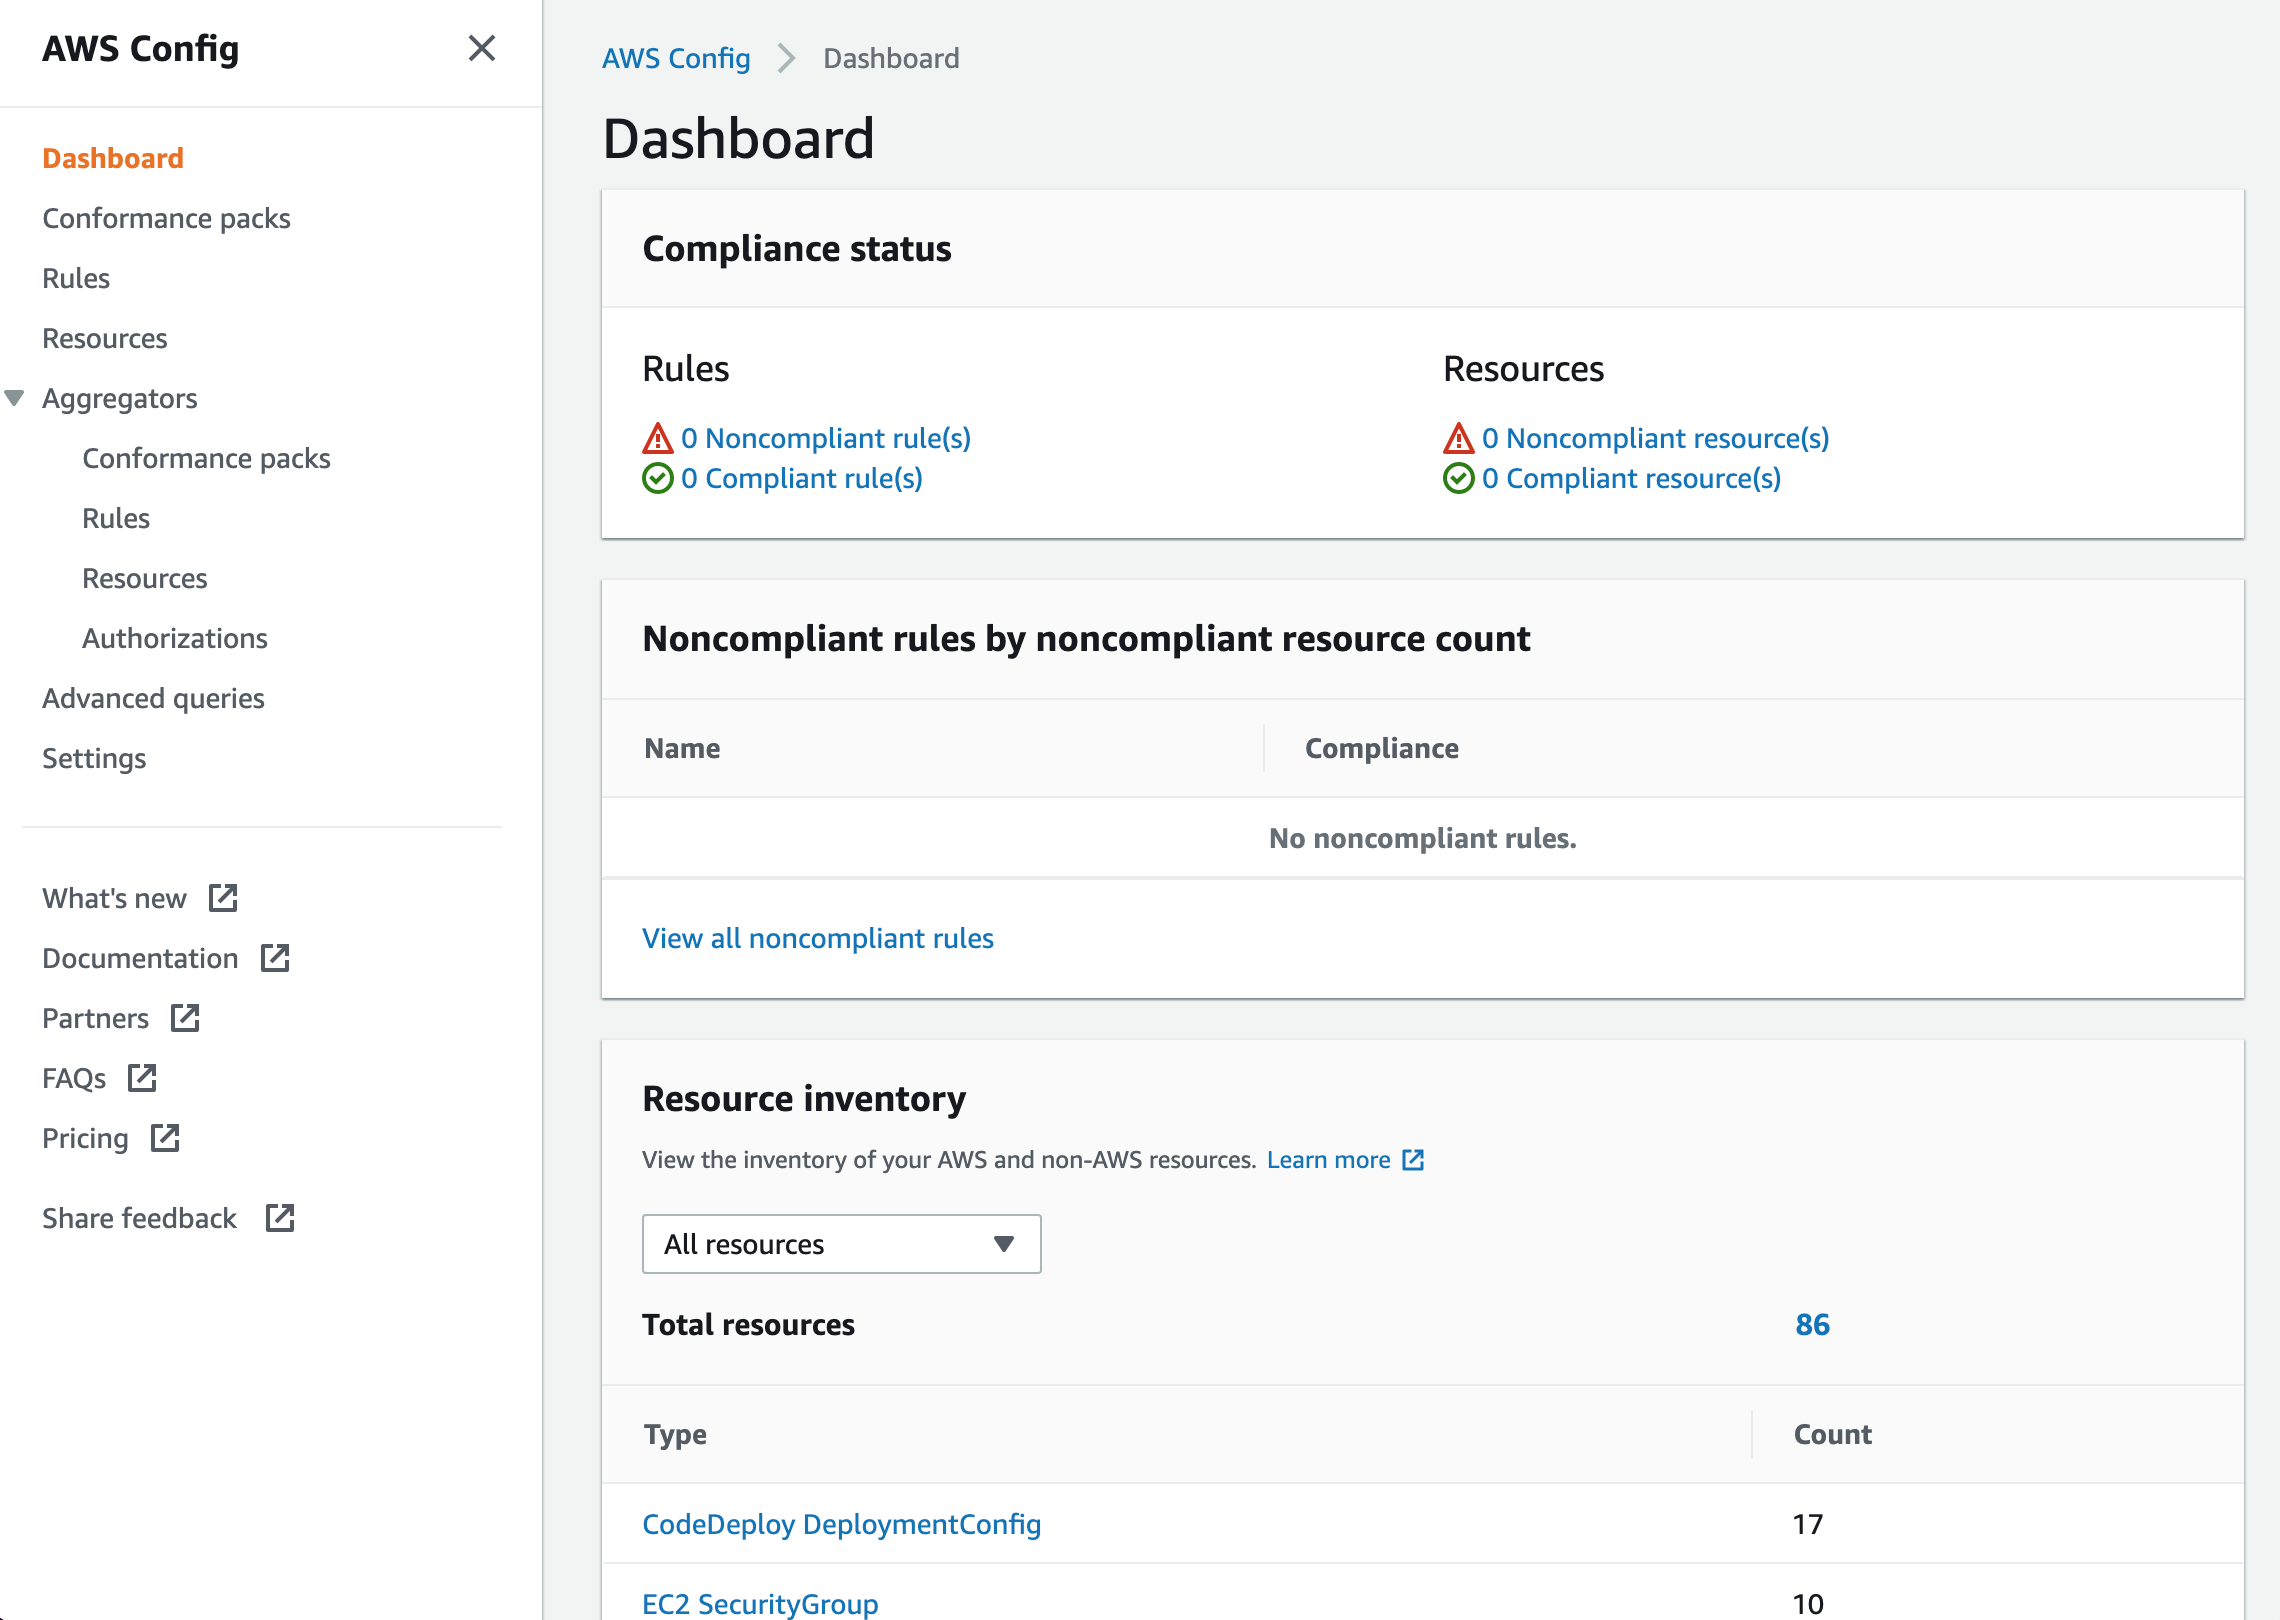 AWS Config
Dashboard
Conformance packs
Rules
Resources
Aggregators
Conformance packs
Rules
Resources
Authorizations
Advanced queries
Settings
What's new
Documentation
Partners
FAQs
Pricing
Share feedback
AWS Config Dashboard
Dashboard
Compliance status
Rules
0 Noncompliant rule(s)
0 Compliant rule(s)
Resources
0 Noncompliant resource(s)
0 Compliant resource(s)
Noncompliant rules by noncompliant resource count
Name Compliance
No noncompliant rules.
View all noncompliant rules
Resource inventory
View the inventory of your AWS and non-AWS resources. Learn more
All resources
Total resources 86
Type Count
CodeDeploy DeploymentConfig 17
EC2 SecurityGroup 10